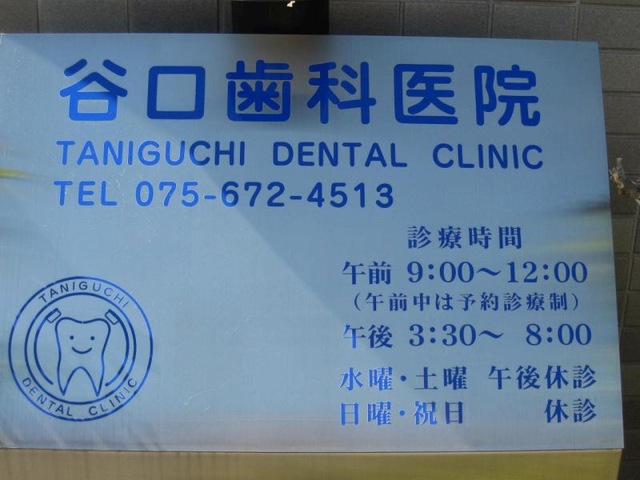 谷口歯科医院
TANIGUCHI DENTAL CLINIC
TEL 075-672-4513
診療時間
午前 9:00～12:00
（午前中は予約診療制）
午後 3:30～ 8:00
水曜・土曜 午後休診
日曜・祝日 休診
TANIGUCHI
DENTAL CLINIC